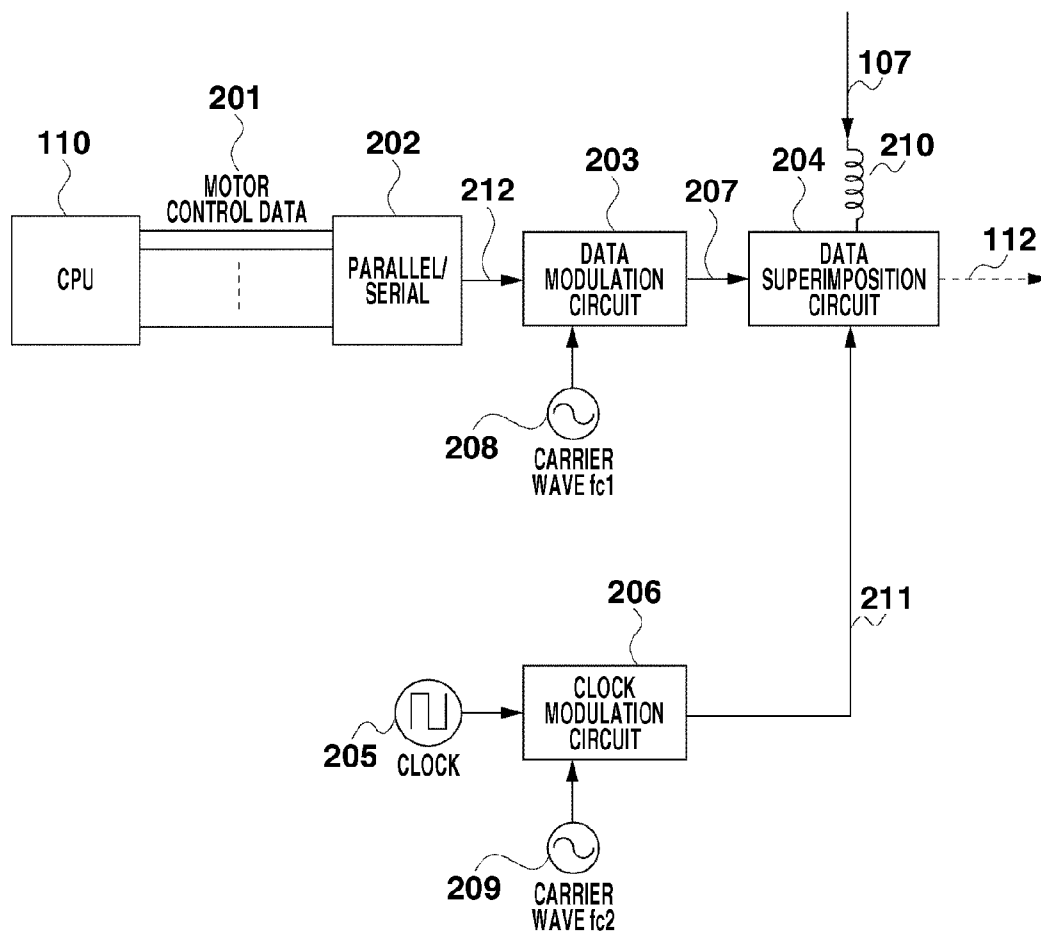 107
201
110
202
203
204
210
MOTOR
CONTROL DATA
212
207
112
CPU
PARALLEL/
SERIAL
DATA
MODULATION
CIRCUIT
DATA
SUPERIMPOSITION
CIRCUIT
208
CARRIER
WAVE fc1
206
211
CLOCK
MODULATION
CIRCUIT
205
CLOCK
209
CARRIER
WAVE fc2